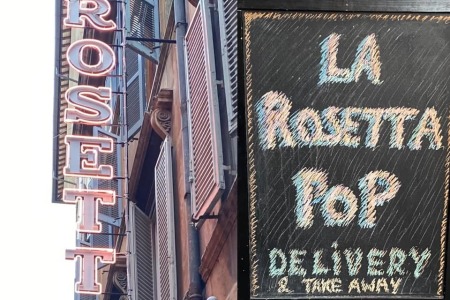 ROSETT
LA
ROSETTA
PoP
DELiVERY
& TAKE AWAY